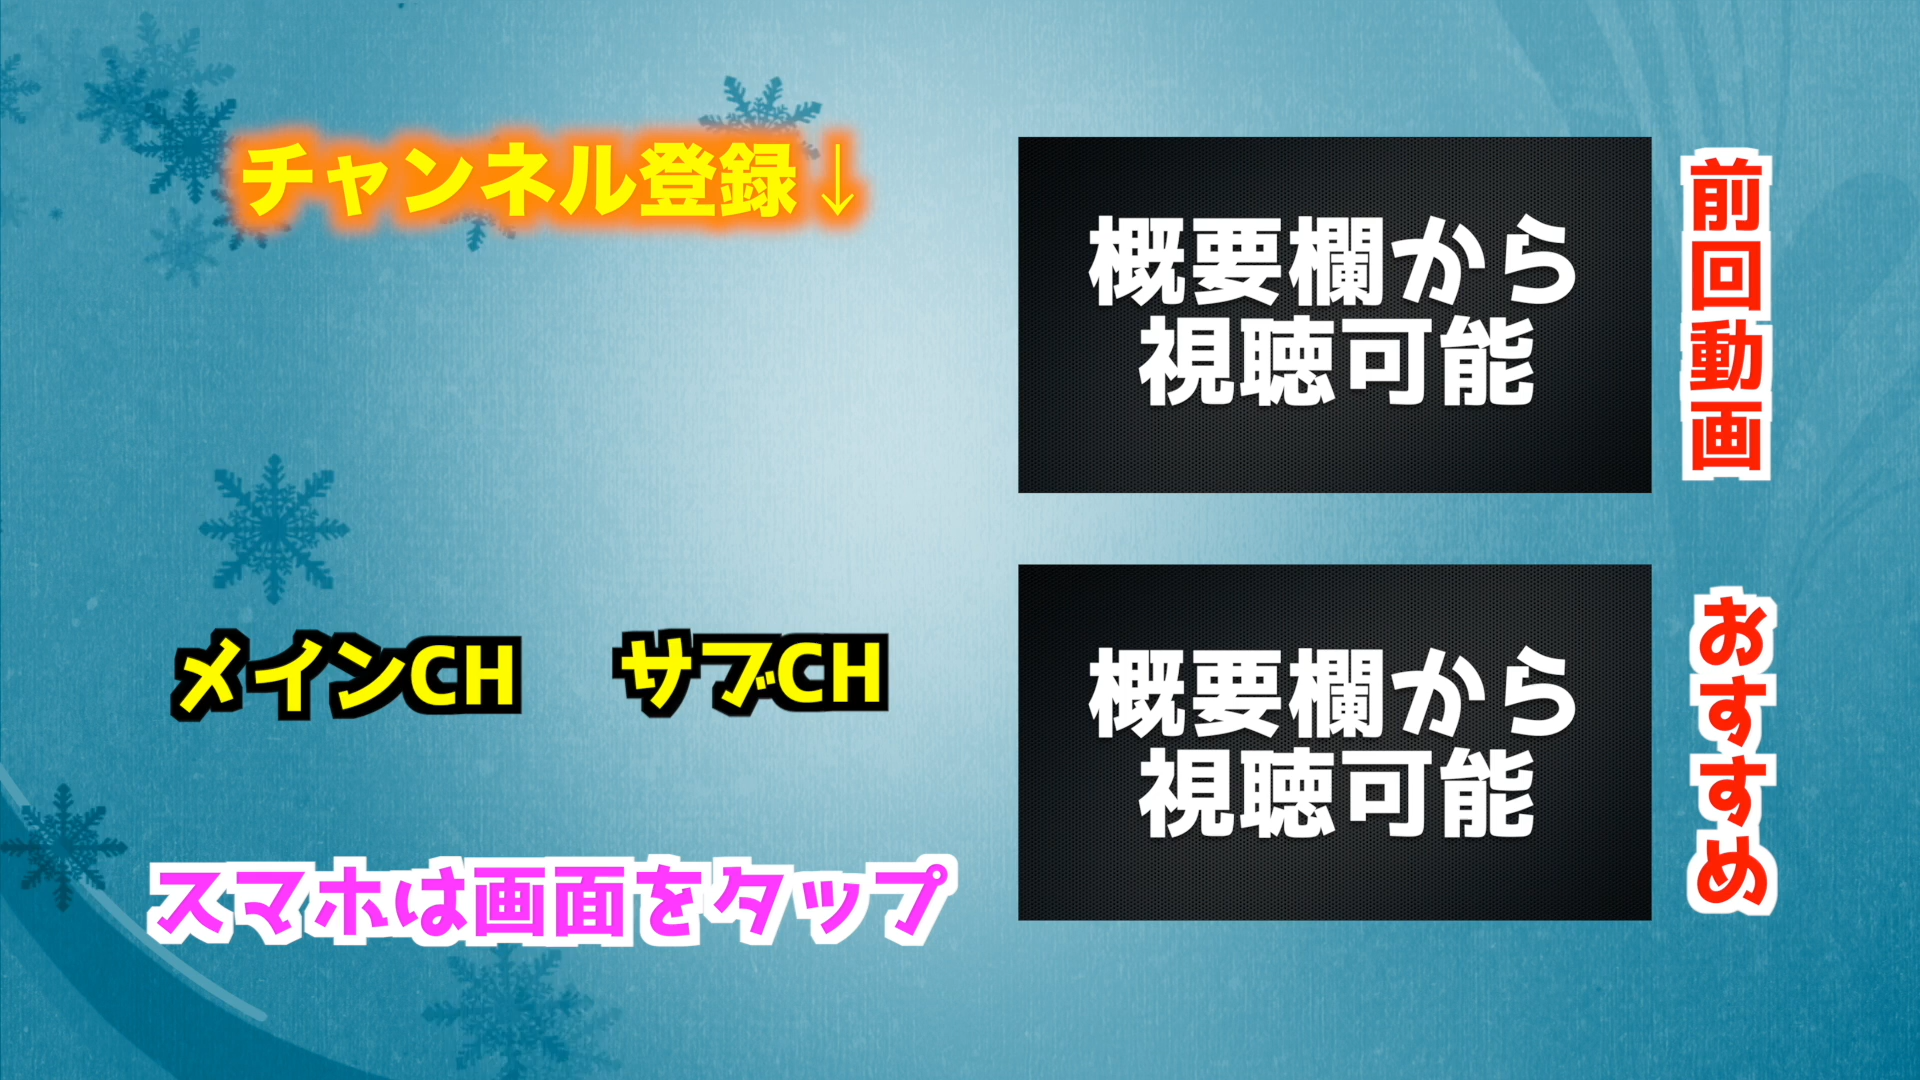 チャンネル登録↓
メインCH
サブCH
スマホは画面をタップ
概要欄から
視聴可能
前回動画
概要欄から
視聴可能
おすすめ